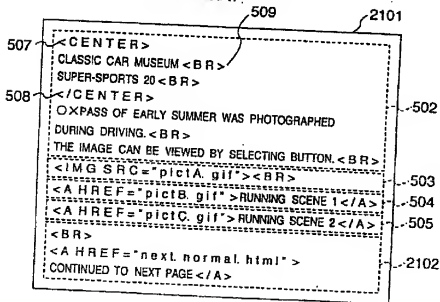 2101
507
<CENTER>
509
CLASSIC CAR MUSEUM <BR>
SUPER-SPORTS 20 <BR>
508
</CENTER>
502
○×PASS OF EARLY SUMMER WAS PHOTOGRAPHED
DURING DRIVING.<BR>
THE IMAGE CAN BE VIEWED BY SELECTING BUTTON.<BR>
<IMG SRC="pictA. gif"><BR>
503
<A HREF="pictB. gif">RUNNING SCENE 1</A>
504
<A HREF="pictC. gif">RUNNING SCENE 2</A>
505
<BR>
<A HREF="next. normal. html">
2102
CONTINUED TO NEXT PAGE</A>